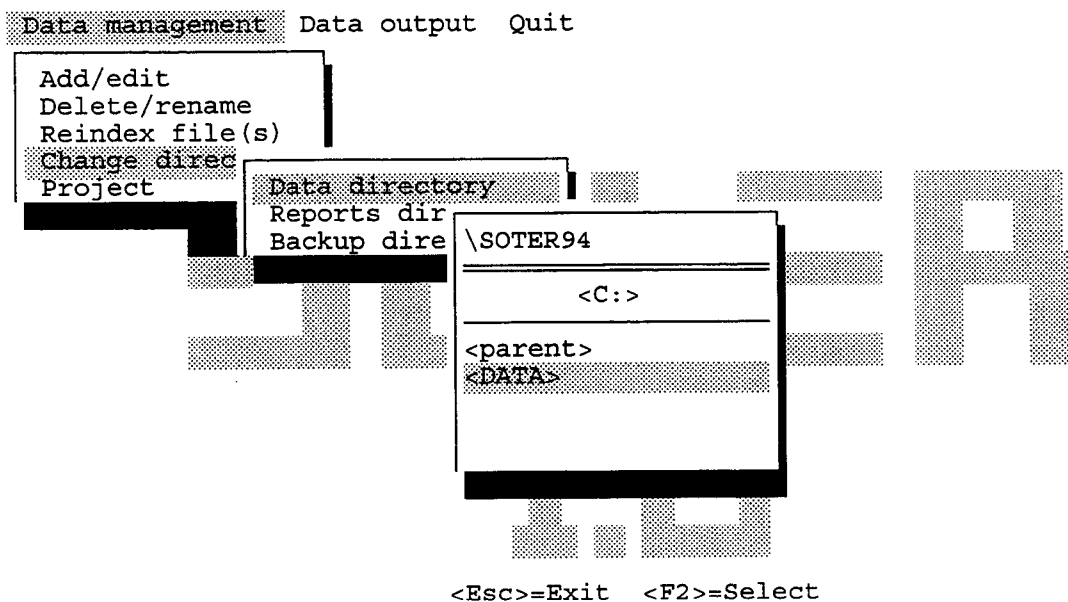 Data management Data output Quit
Add/edit
Delete/rename
Reindex file(s)
Change direc
Project
Data directory
Reports dir
Backup dire
\SOTER94
<C:>
<parent>
<DATA>
<Esc>=Exit <F2>=Select